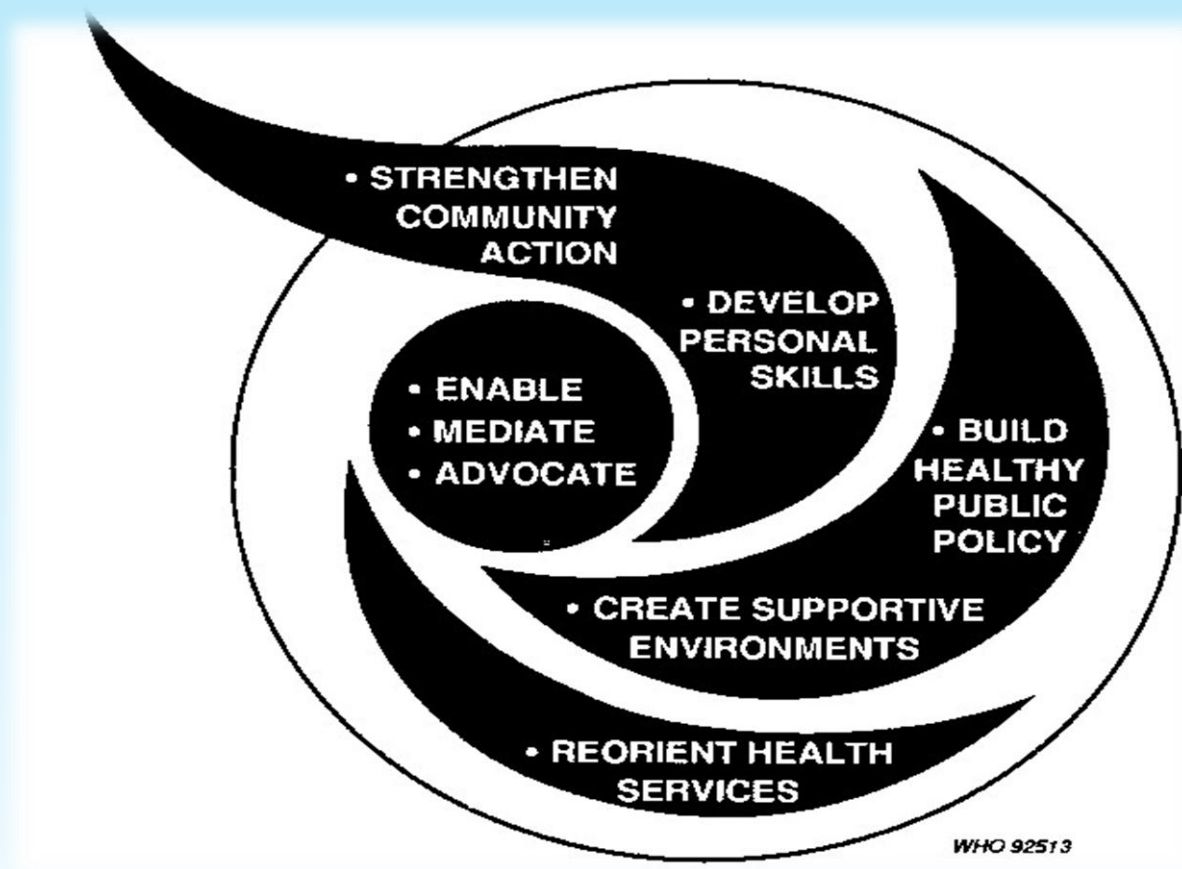 • STRENGTHEN
COMMUNITY
ACTION
• DEVELOP
PERSONAL
SKILLS
• ENABLE
• MEDIATE
• ADVOCATE
• BUILD
HEALTHY
PUBLIC
POLICY
• CREATE SUPPORTIVE
ENVIRONMENTS
• REORIENT HEALTH
SERVICES
WHO 92513